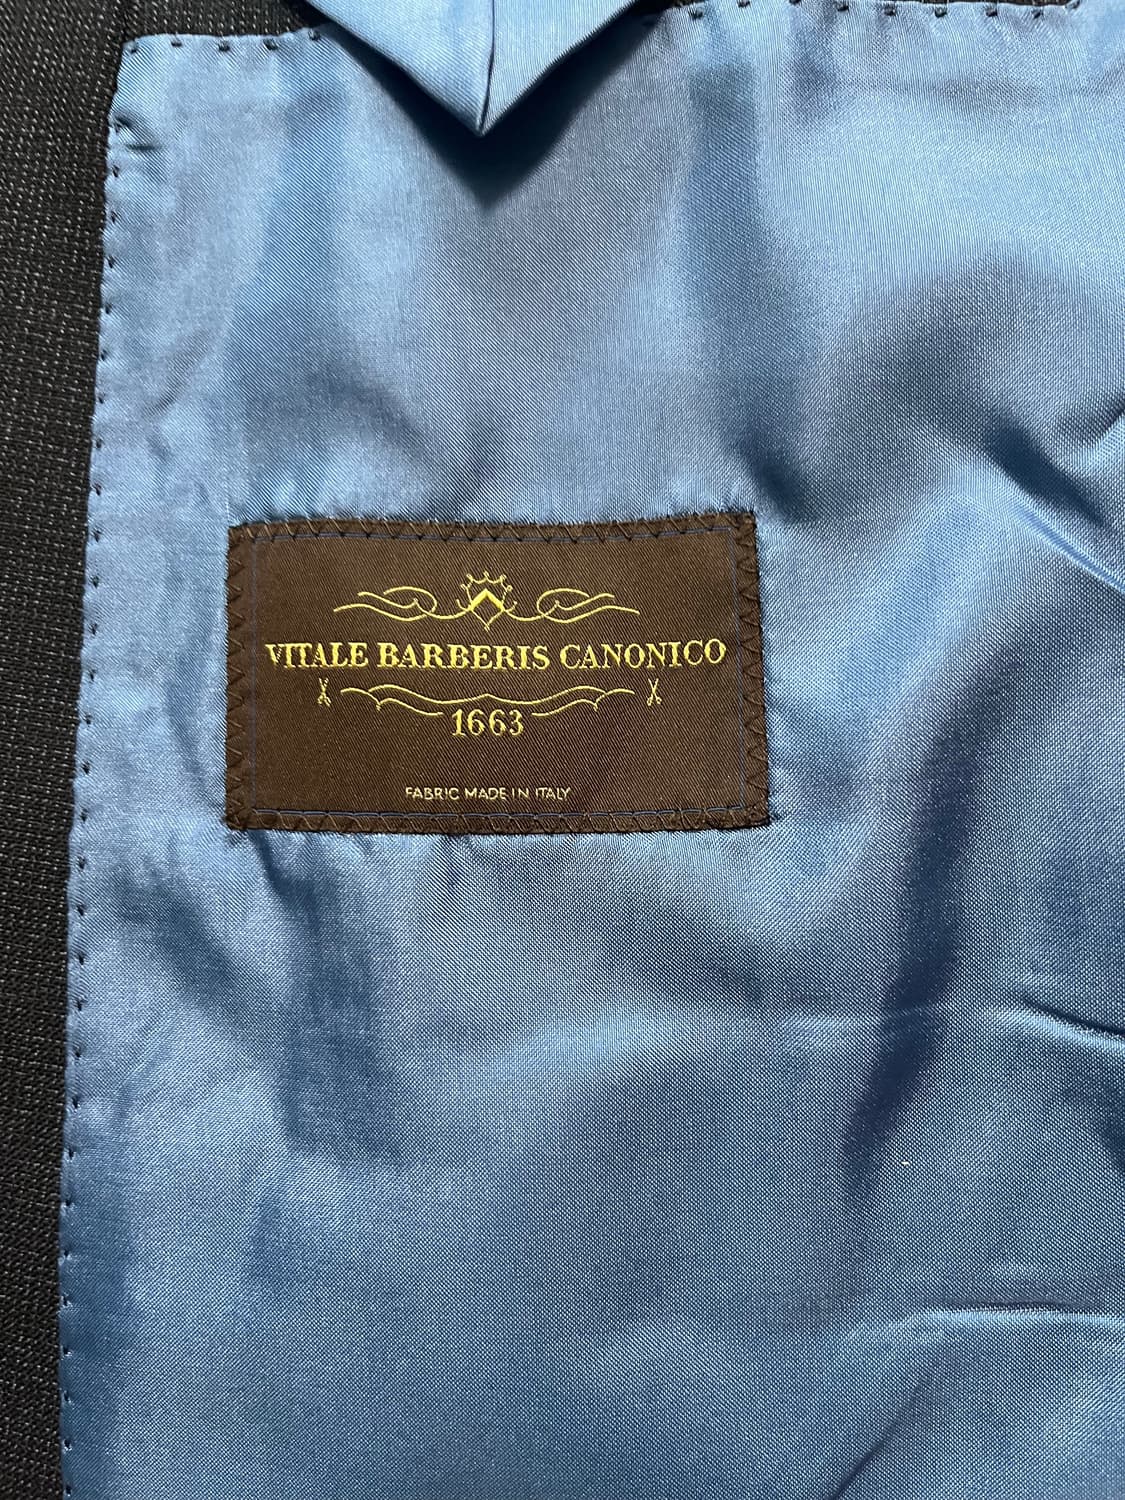 VITALE BARBERIS CANONICO
1663
FABRIC MADE IN ITALY